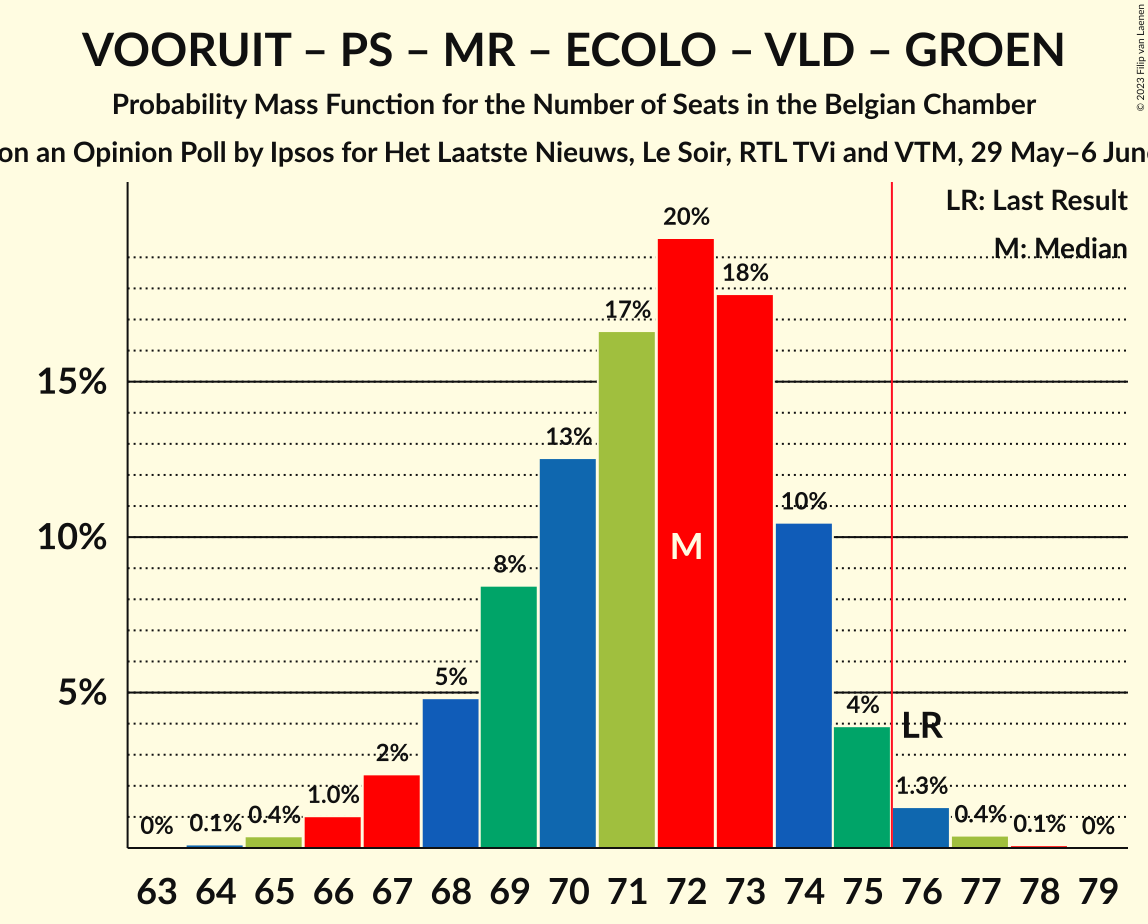 VOORUIT – PS – MR – ECOLO – VLD – GROEN
Probability Mass Function for the Number of Seats in the Belgian Chamber
on an Opinion Poll by Ipsos for Het Laatste Nieuws, Le Soir, RTL TVi and VTM, 29 May–6 June
© 2023 Filip van Laenen
LR: Last Result
M: Median
15%
10%
5%
0%
0.1%
0.4%
1.0%
2%
5%
8%
13%
17%
20%
18%
10%
4%
1.3%
0.4%
0.1%
0%
M
LR
63 64 65 66 67 68 69 70 71 72 73 74 75 76 77 78 79